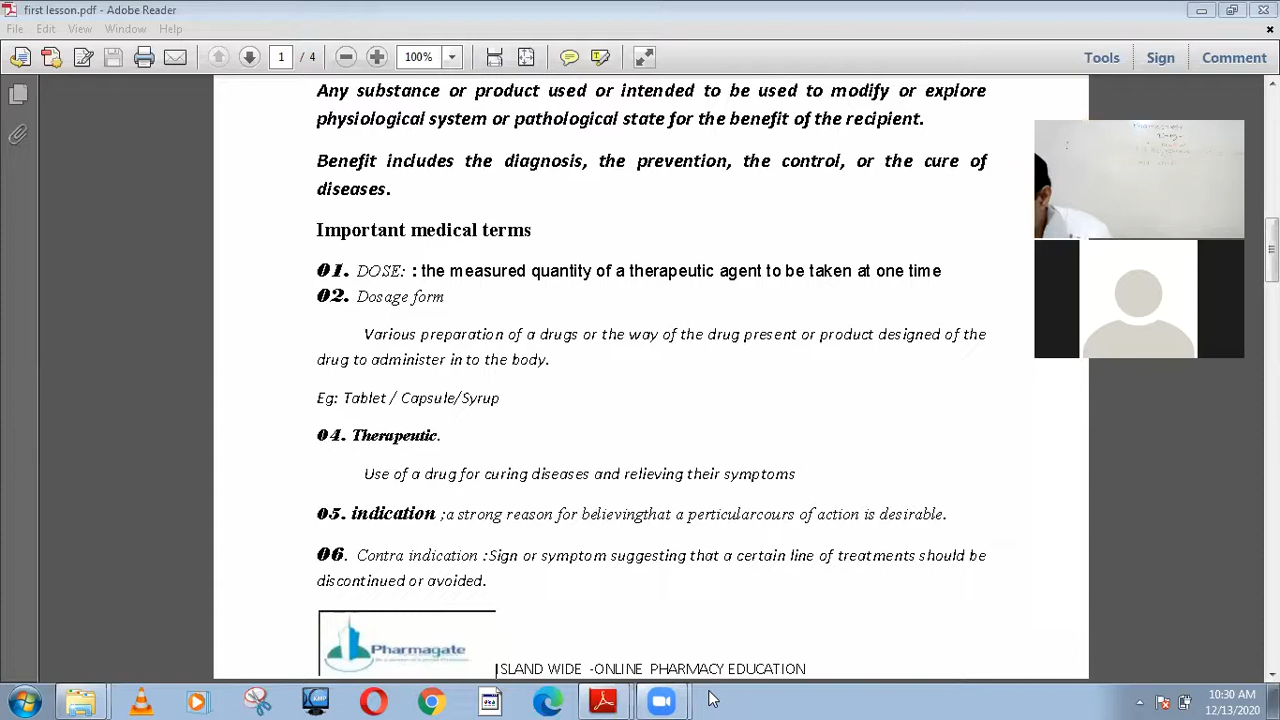 first lesson.pdf - Adobe Reader
File Edit View Window Help
1 / 4 100% Tools Sign Comment
Any substance or product used or intended to be used to modify or explore
physiological system or pathological state for the benefit of the recipient.
Benefit includes the diagnosis, the prevention, the control, or the cure of
diseases.
Important medical terms
01. DOSE: : the measured quantity of a therapeutic agent to be taken at one time
02. Dosage form
Various preparation of a drugs or the way of the drug present or product designed of the
drug to administer in to the body.
Eg: Tablet / Capsule/Syrup
04. Therapeutic.
Use of a drug for curing diseases and relieving their symptoms
05. indication ;a strong reason for believingthat a perticularcours of action is desirable.
06. Contra indication :Sign or symptom suggesting that a certain line of treatments should be
discontinued or avoided.
Pharmagate
SLAND WIDE -ONLINE PHARMACY EDUCATION
10:30 AM
12/13/2020